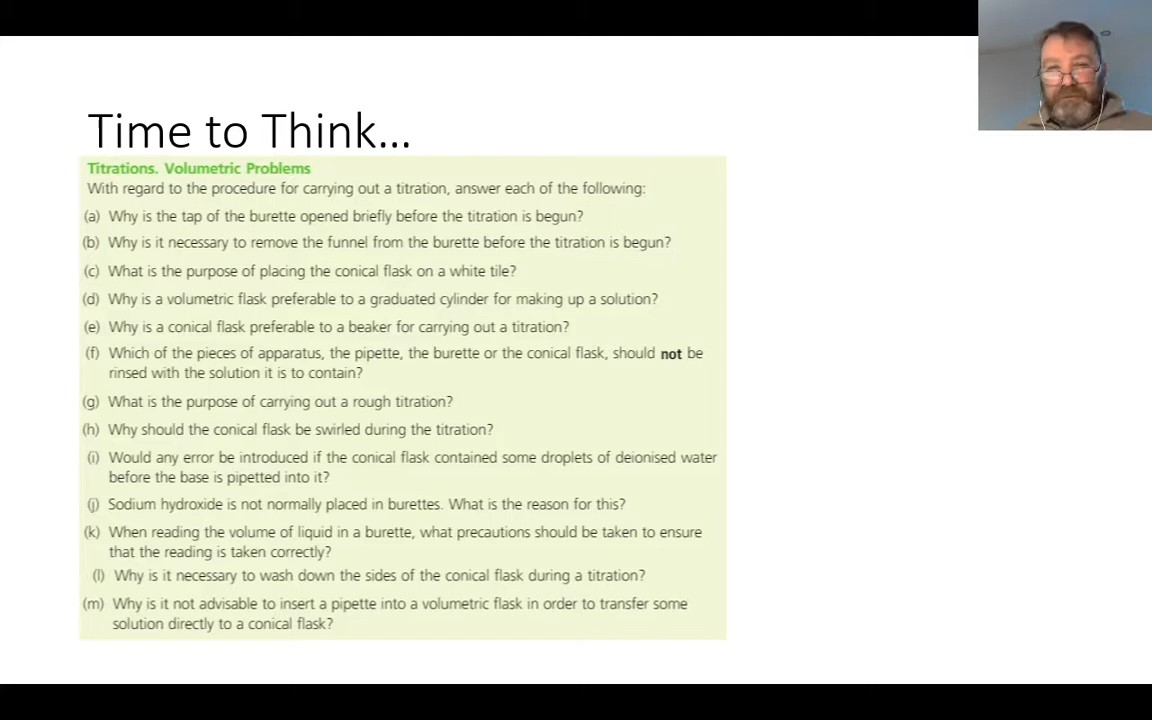 Time to Think...
Titrations. Volumetric Problems
With regard to the procedure for carrying out a titration, answer each of the following:
(a) Why is the tap of the burette opened briefly before the titration is begun?
(b) Why is it necessary to remove the funnel from the burette before the titration is begun?
(c) What is the purpose of placing the conical flask on a white tile?
(d) Why is a volumetric flask preferable to a graduated cylinder for making up a solution?
(e) Why is a conical flask preferable to a beaker for carrying out a titration?
(f) Which of the pieces of apparatus, the pipette, the burette or the conical flask, should not be
rinsed with the solution it is to contain?
(g) What is the purpose of carrying out a rough titration?
(h) Why should the conical flask be swirled during the titration?
(i) Would any error be introduced if the conical flask contained some droplets of deionised water
before the base is pipetted into it?
(j) Sodium hydroxide is not normally placed in burettes. What is the reason for this?
(k) When reading the volume of liquid in a burette, what precautions should be taken to ensure
that the reading is taken correctly?
(l) Why is it necessary to wash down the sides of the conical flask during a titration?
(m) Why is it not advisable to insert a pipette into a volumetric flask in order to transfer some
solution directly to a conical flask?